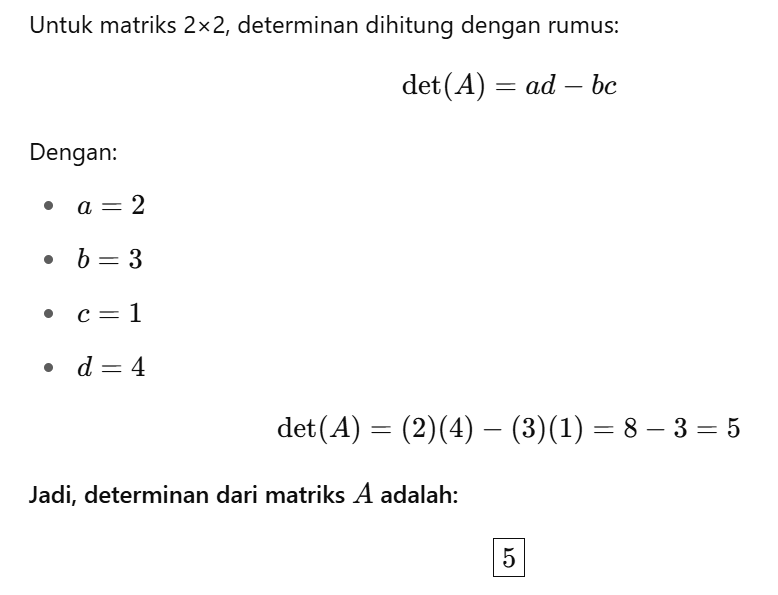 Untuk matriks 2×2, determinan dihitung dengan rumus:
det(A) = ad − bc
Dengan:
• a = 2
• b = 3
• c = 1
• d = 4
det(A) = (2)(4) − (3)(1) = 8 − 3 = 5
Jadi, determinan dari matriks A adalah:
5